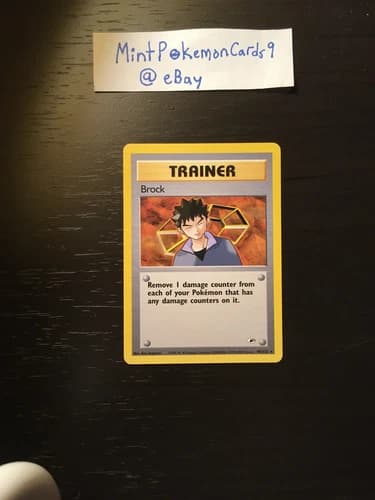 MintPokemonCards9
@ eBay
TRAINER
Brock
Remove 1 damage counter from
each of your Pokémon that has
any damage counters on it.